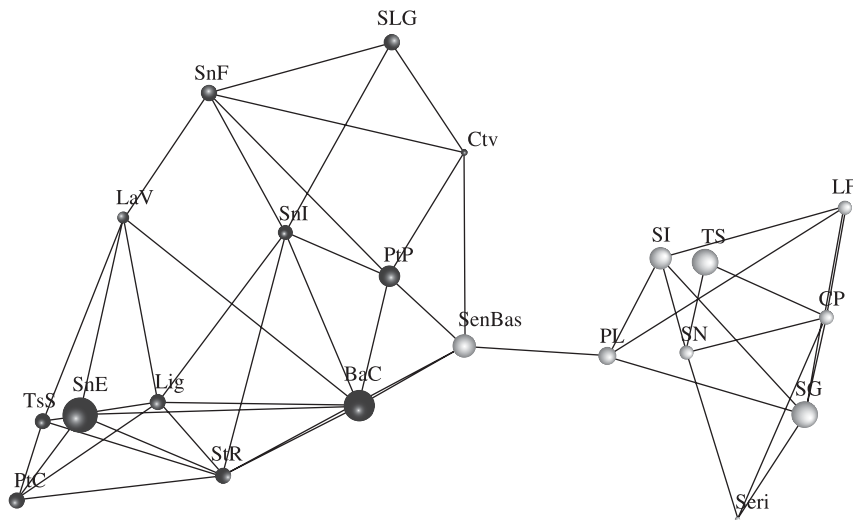 SLG
SnF
Ctv
LaV
SnI
PtP
SenBas
BaC
SnE
TsS
Lig
StR
PtC
LF
SI
TS
CP
PL
SN
SG
Seri